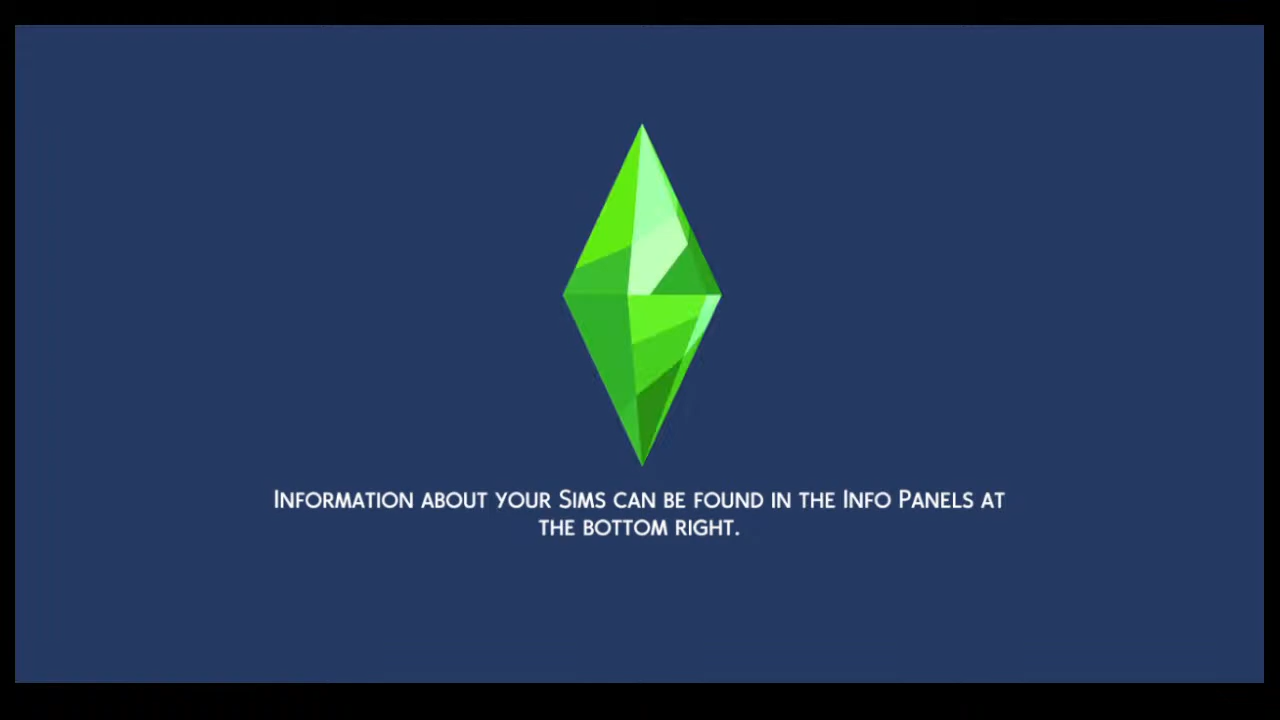 Information about your Sims can be found in the Info Panels at
the bottom right.